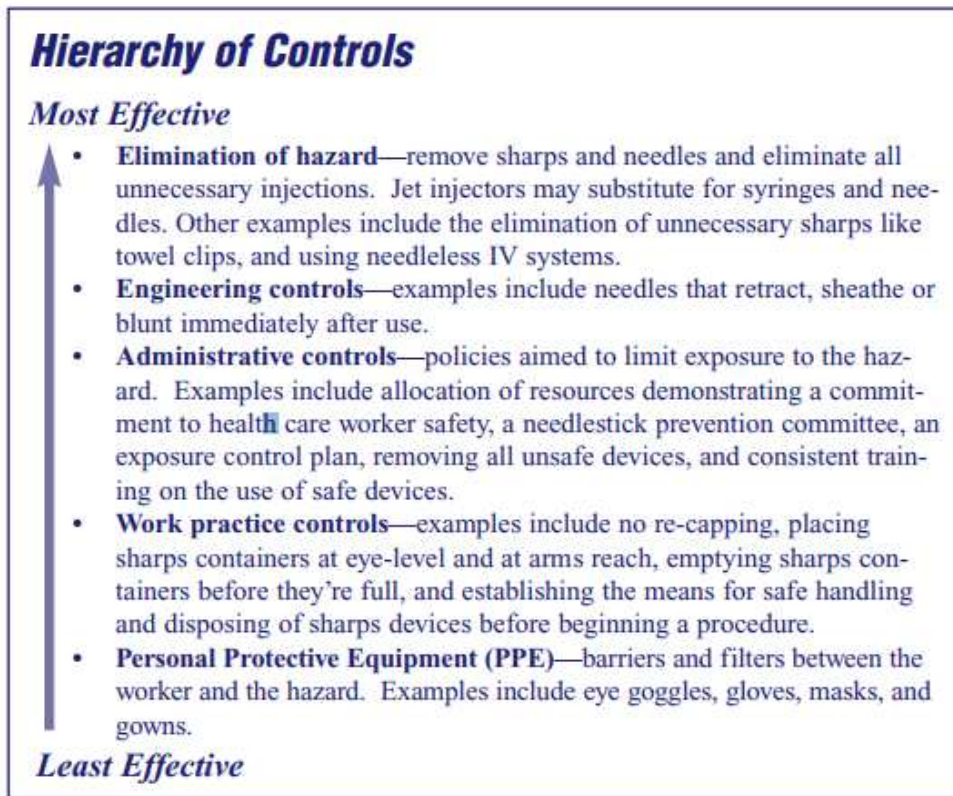 Hierarchy of Controls
Most Effective
• Elimination of hazard—remove sharps and needles and eliminate all
unnecessary injections.  Jet injectors may substitute for syringes and nee-
dles. Other examples include the elimination of unnecessary sharps like
towel clips, and using needleless IV systems.
• Engineering controls—examples include needles that retract, sheathe or
blunt immediately after use.
• Administrative controls—policies aimed to limit exposure to the haz-
ard.  Examples include allocation of resources demonstrating a commit-
ment to health care worker safety, a needlestick prevention committee, an
exposure control plan, removing all unsafe devices, and consistent train-
ing on the use of safe devices.
• Work practice controls—examples include no re-capping, placing
sharps containers at eye-level and at arms reach, emptying sharps con-
tainers before they're full, and establishing the means for safe handling
and disposing of sharps devices before beginning a procedure.
• Personal Protective Equipment (PPE)—barriers and filters between the
worker and the hazard.  Examples include eye goggles, gloves, masks, and
gowns.
Least Effective